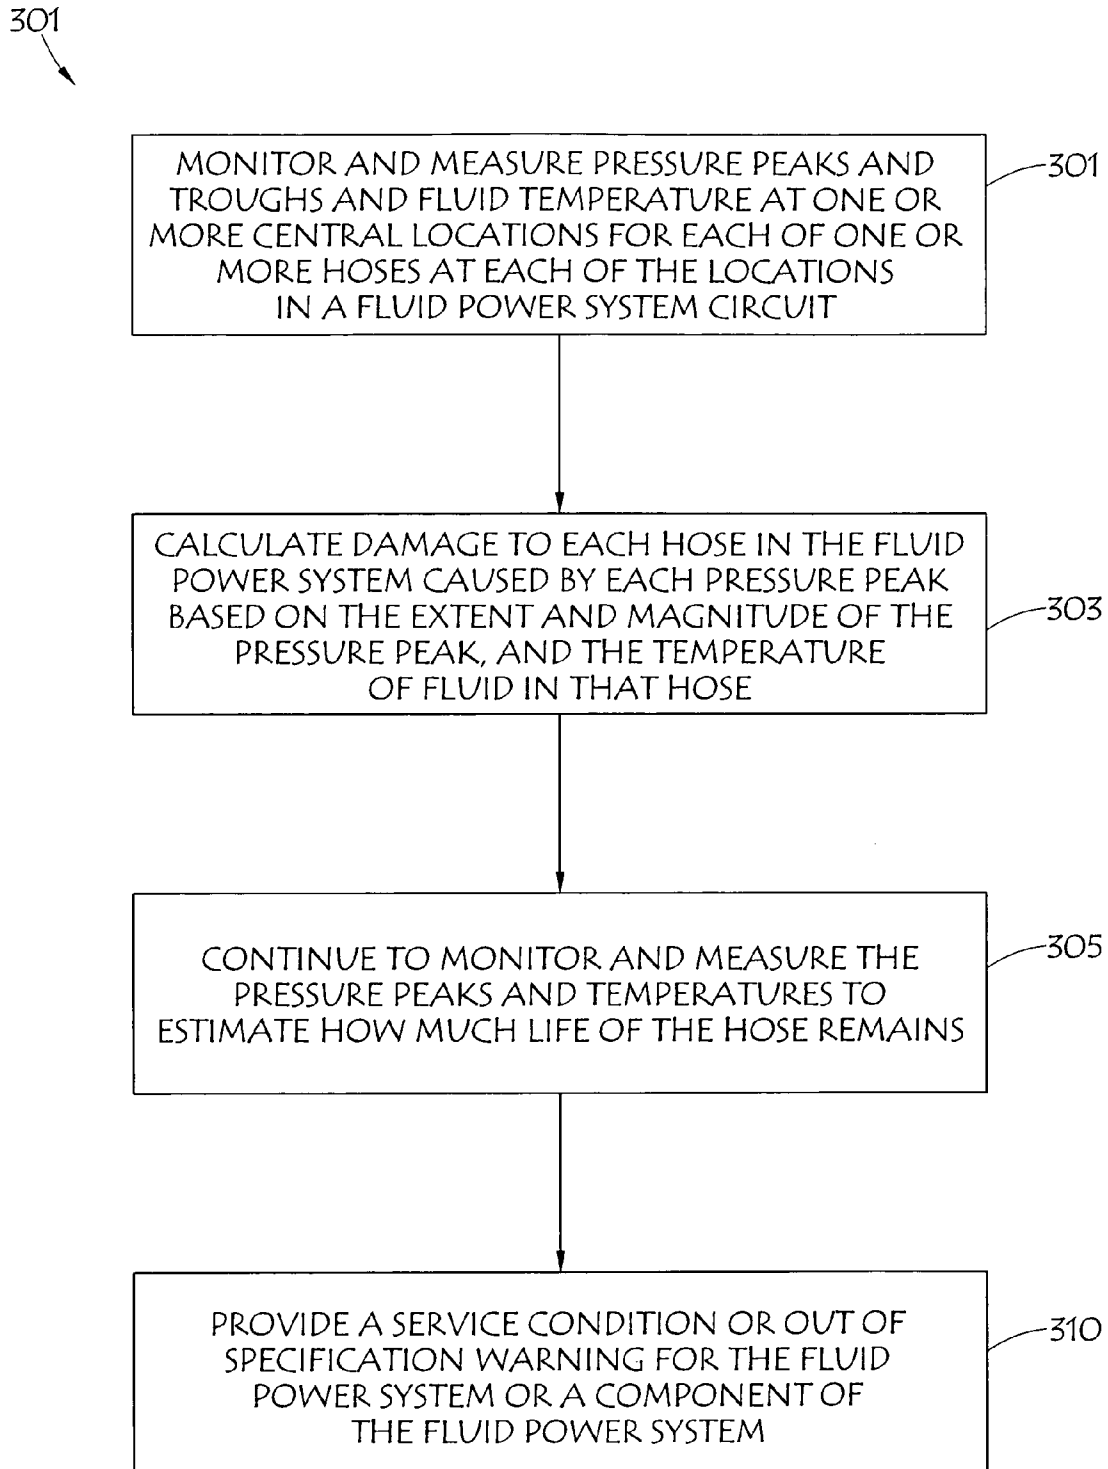 301
MONITOR AND MEASURE PRESSURE PEAKS AND
TROUGHS AND FLUID TEMPERATURE AT ONE OR
MORE CENTRAL LOCATIONS FOR EACH OF ONE OR
MORE HOSES AT EACH OF THE LOCATIONS
IN A FLUID POWER SYSTEM CIRCUIT
301
CALCULATE DAMAGE TO EACH HOSE IN THE FLUID
POWER SYSTEM CAUSED BY EACH PRESSURE PEAK
BASED ON THE EXTENT AND MAGNITUDE OF THE
PRESSURE PEAK, AND THE TEMPERATURE
OF FLUID IN THAT HOSE
303
CONTINUE TO MONITOR AND MEASURE THE
PRESSURE PEAKS AND TEMPERATURES TO
ESTIMATE HOW MUCH LIFE OF THE HOSE REMAINS
305
PROVIDE A SERVICE CONDITION OR OUT OF
SPECIFICATION WARNING FOR THE FLUID
POWER SYSTEM OR A COMPONENT OF
THE FLUID POWER SYSTEM
310